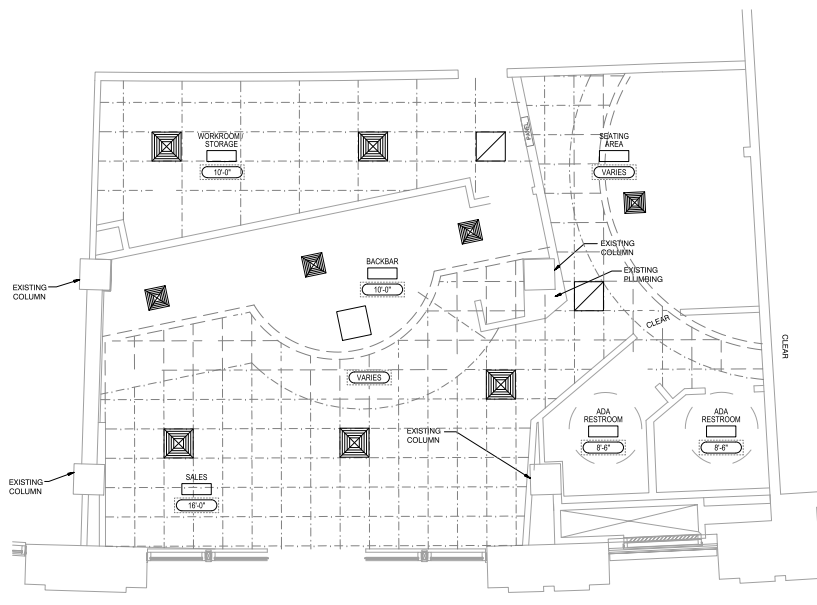 WORKROOM/
STORAGE
10'-0"
PANEL
SEATING
AREA
VARIES
EXISTING
COLUMN
BACKBAR
10'-0"
EXISTING
COLUMN
EXISTING
PLUMBING
CLEAR
CLEAR
VARIES
ADA
RESTROOM
8'-6"
ADA
RESTROOM
8'-6"
EXISTING
COLUMN
EXISTING
COLUMN
SALES
16'-0"